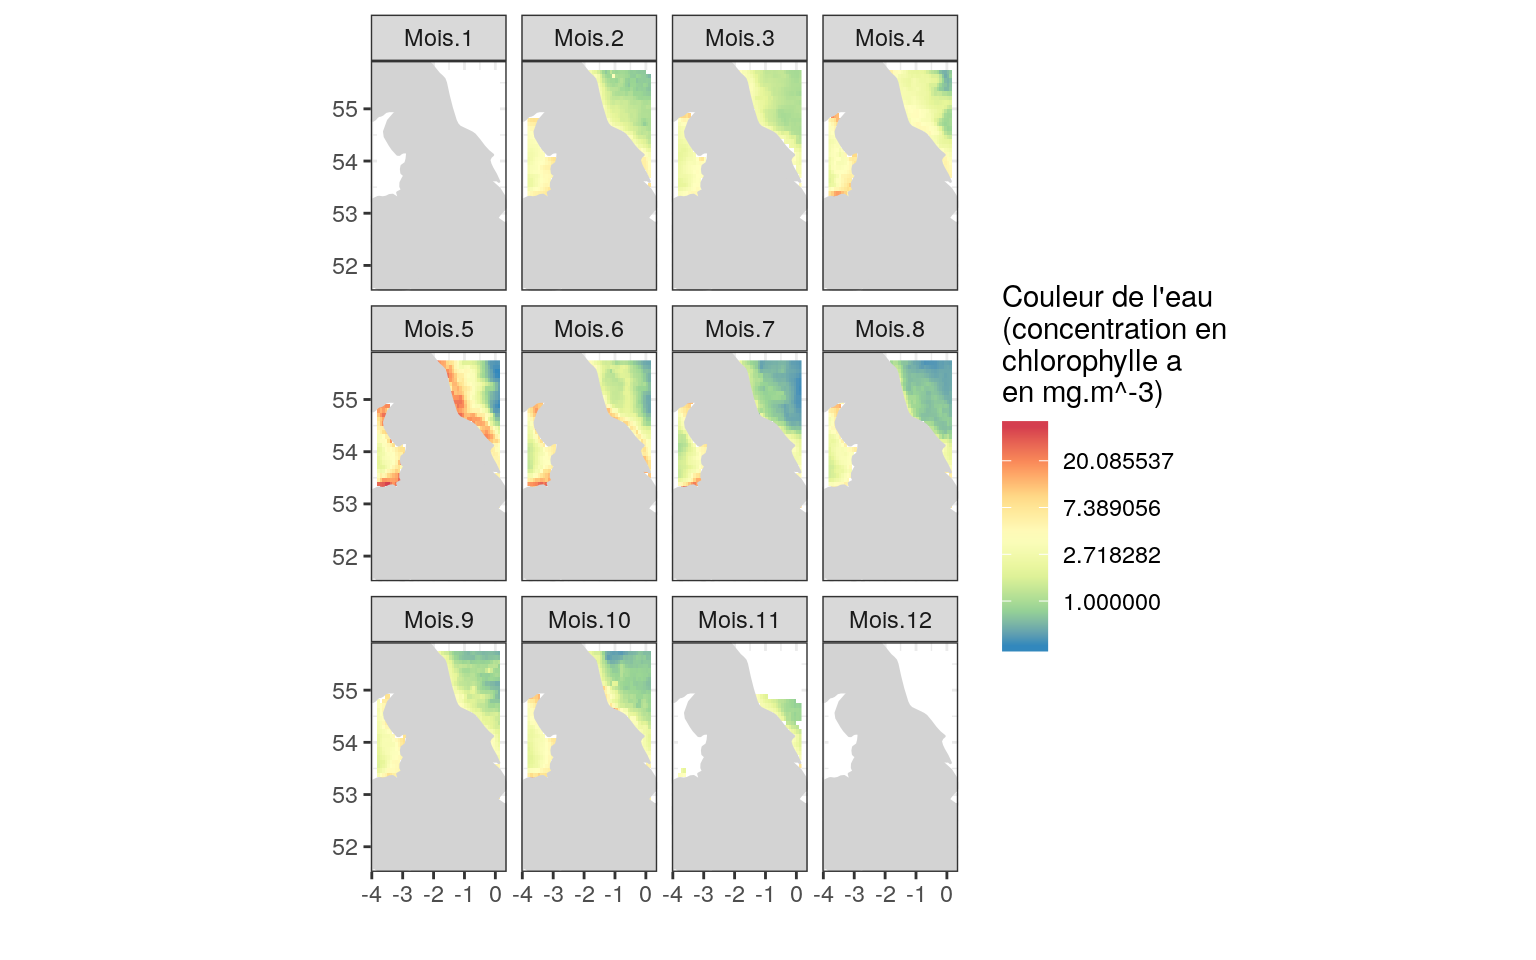 Mois.1 Mois.2 Mois.3 Mois.4
55
54
53
52
Mois.5 Mois.6 Mois.7 Mois.8
55
54
53
52
Mois.9 Mois.10 Mois.11 Mois.12
55
54
53
52
-4 -3 -2 -1 0 -4 -3 -2 -1 0 -4 -3 -2 -1 0 -4 -3 -2 -1 0
Couleur de l'eau
(concentration en
chlorophylle a
en mg.m^-3)
20.085537
7.389056
2.718282
1.000000